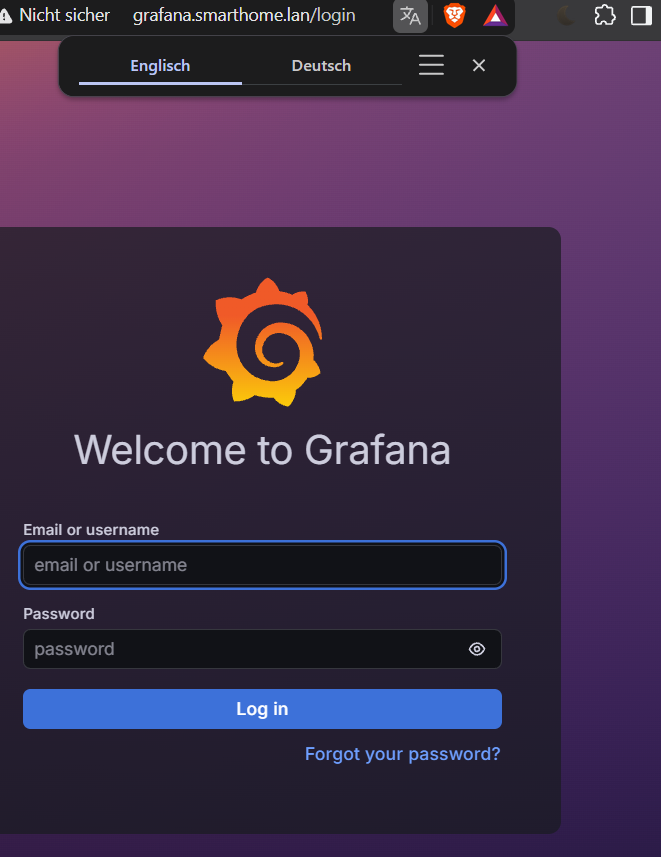 Nicht sicher grafana.smarthome.lan/login
Englisch Deutsch
Welcome to Grafana
Email or username
email or username
Password
password
Log in
Forgot your password?